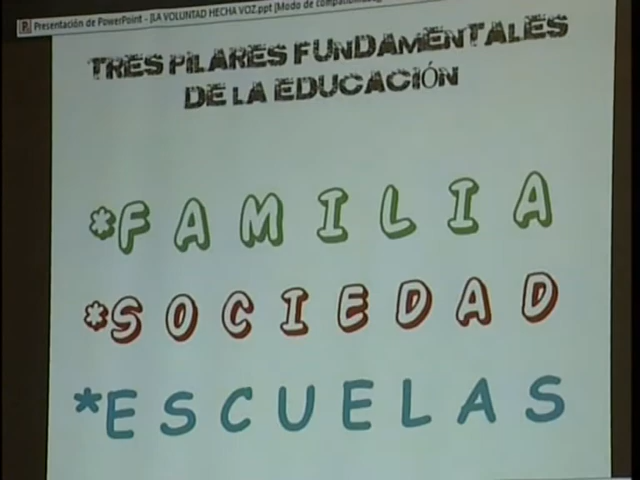 Presentación de PowerPoint - [LA VOLUNTAD HECHA VOZ.ppt [Modo de
TRES PILARES FUNDAMENTALES
DE LA EDUCACIÓN
*FAMILIA
*SOCIEDAD
*ESCUELAS